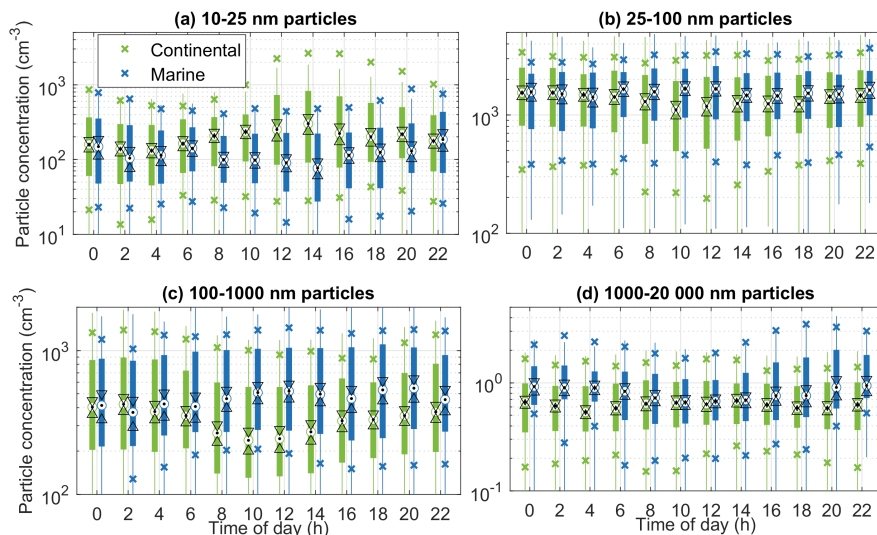 (a) 10-25 nm particles
Particle concentration (cm⁻³)
10³
10²
10¹
Continental
Marine
0 2 4 6 8 10 12 14 16 18 20 22
(b) 25-100 nm particles
10³
10²
0 2 4 6 8 10 12 14 16 18 20 22
(c) 100-1000 nm particles
Particle concentration (cm⁻³)
10³
10²
0 2 4 6 8 10 12 14 16 18 20 22
Time of day (h)
(d) 1000-20 000 nm particles
10⁰
10⁻¹
0 2 4 6 8 10 12 14 16 18 20 22
Time of day (h)